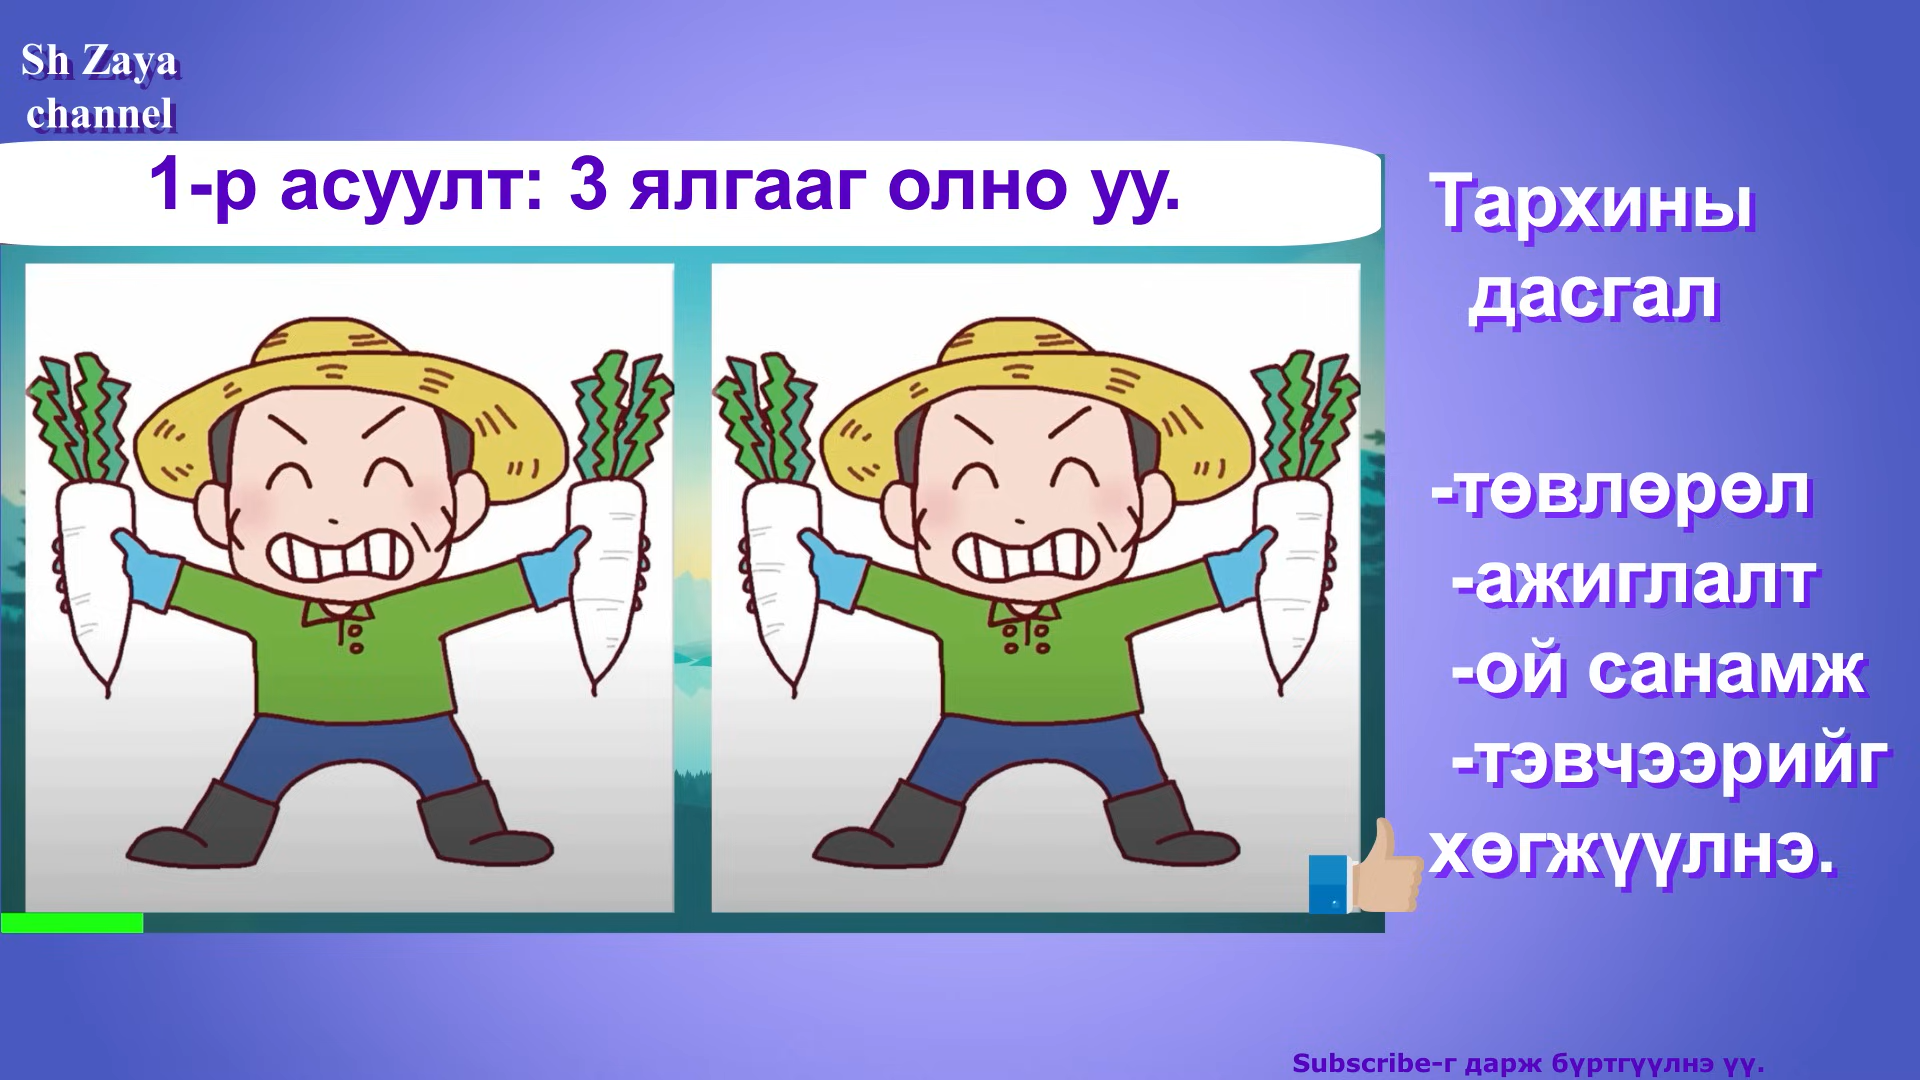 Sh Zaya
channel
1-р асуулт: 3 ялгааг олно уу.
Тархины
дасгал
-төвлөрөл
-ажиглалт
-ой санамж
-тэвчээрийг
хөгжүүлнэ.
Subscribe-г дарж бүртгүүлнэ үү.